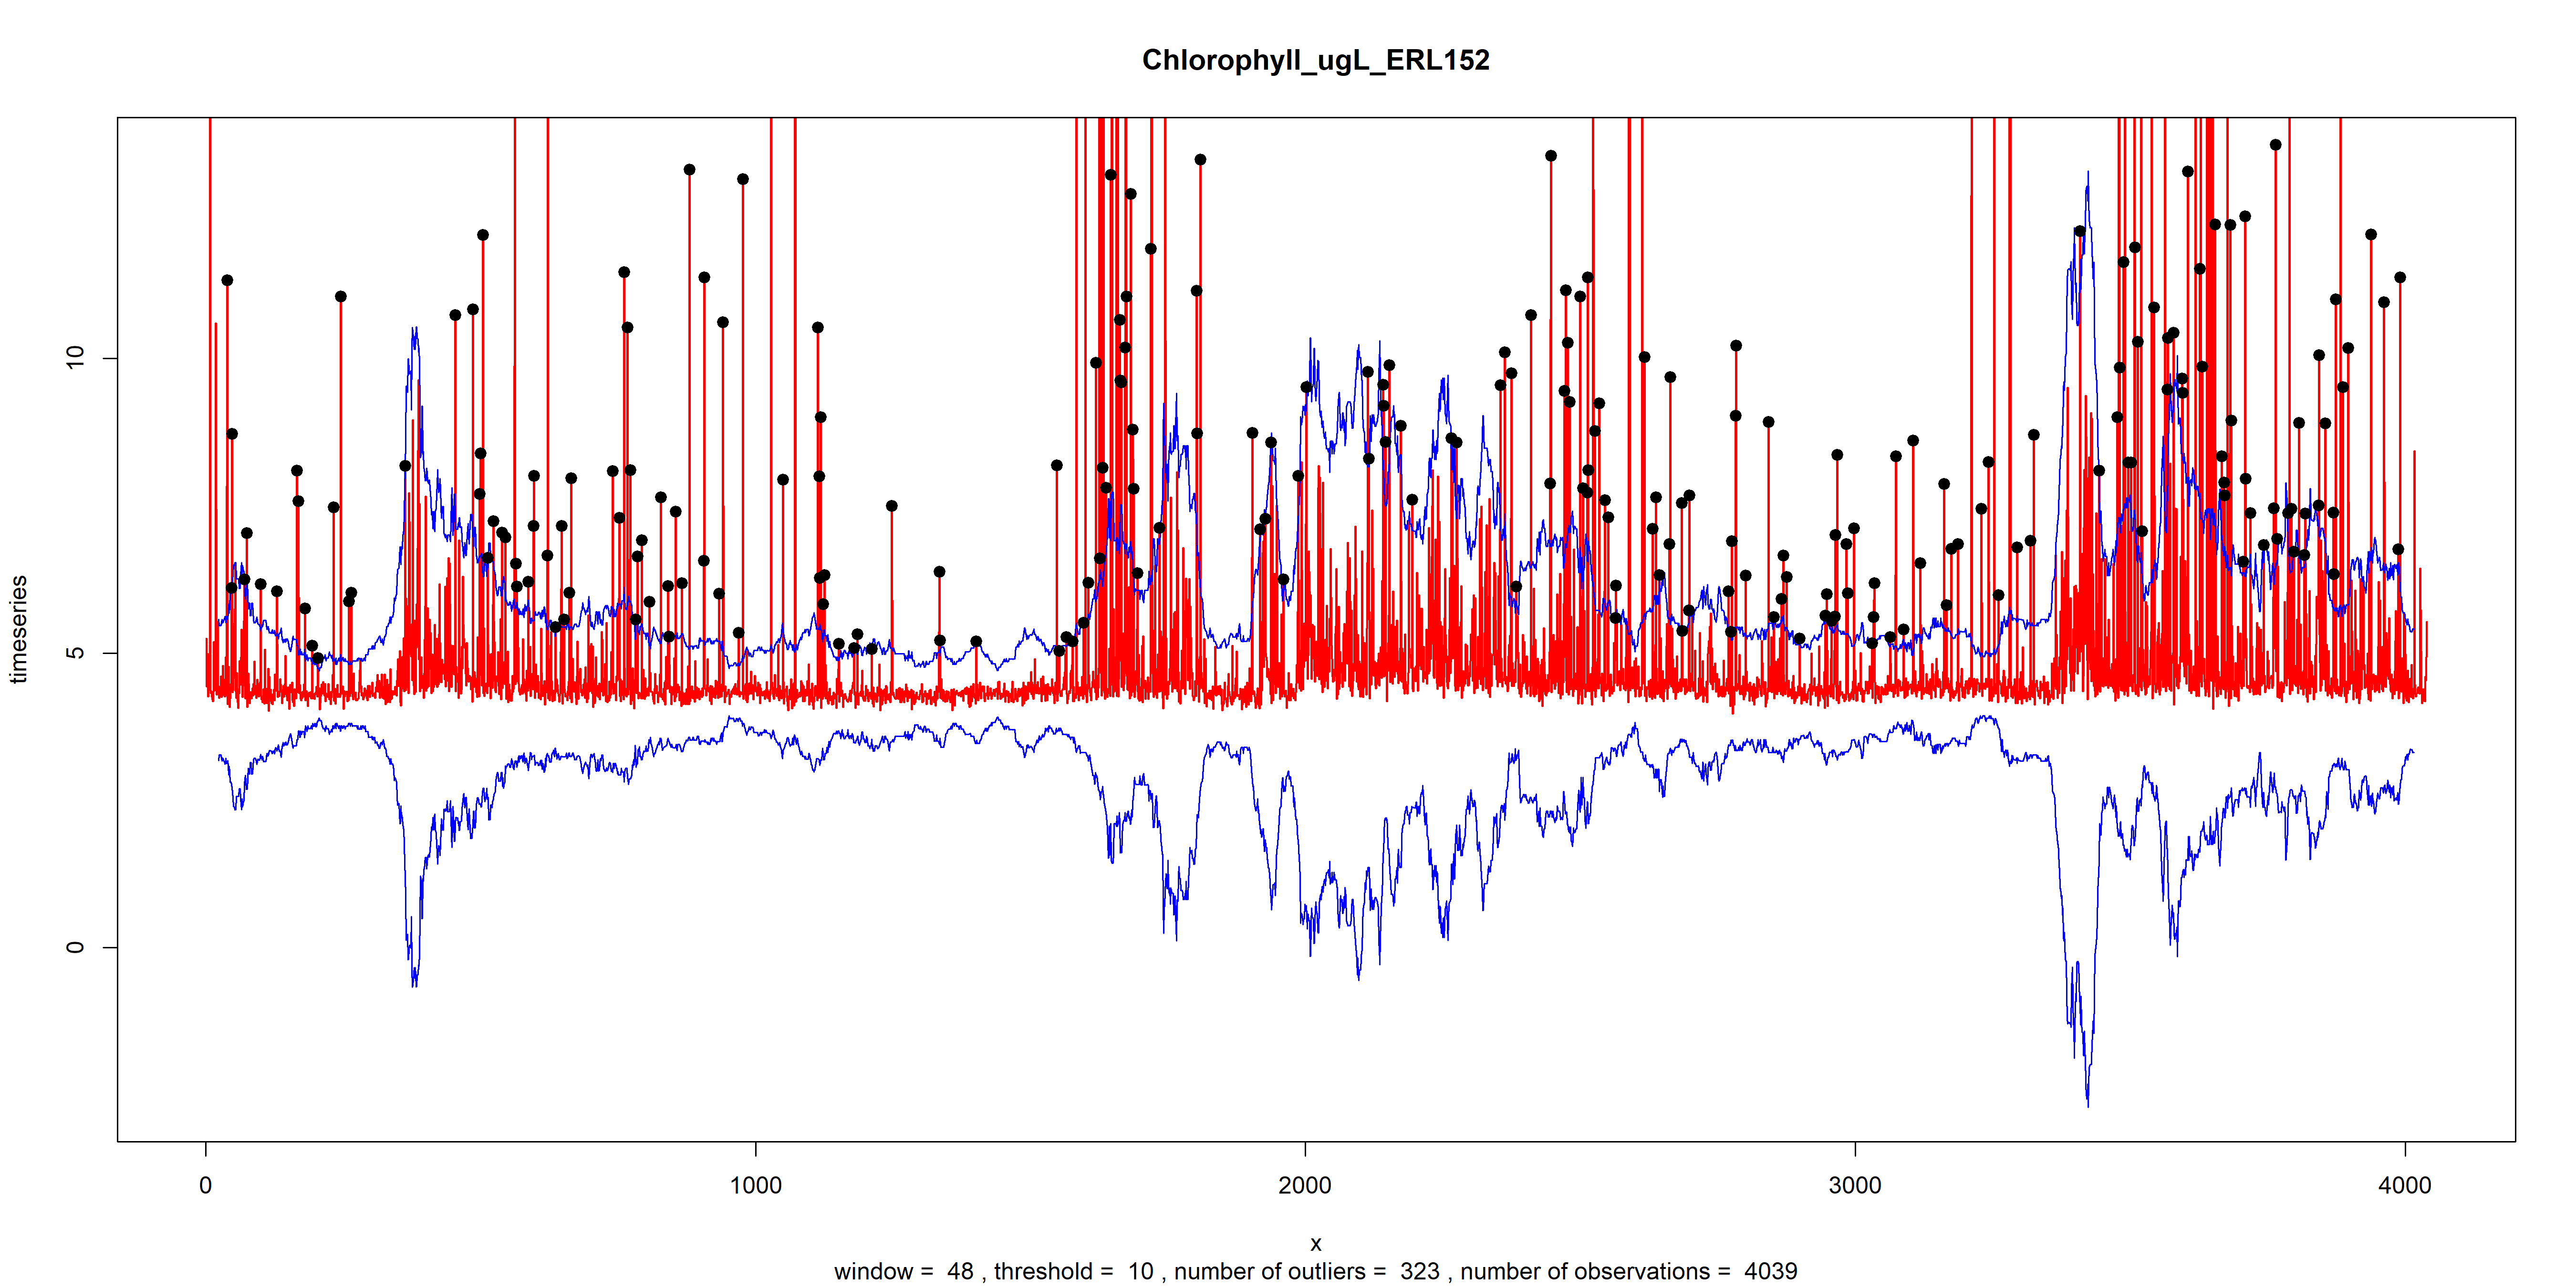 Chlorophyll_ugL_ERL152
timeseries
10
5
0
0 1000 2000 3000 4000
x
window = 48 , threshold = 10 , number of outliers = 323 , number of observations = 4039